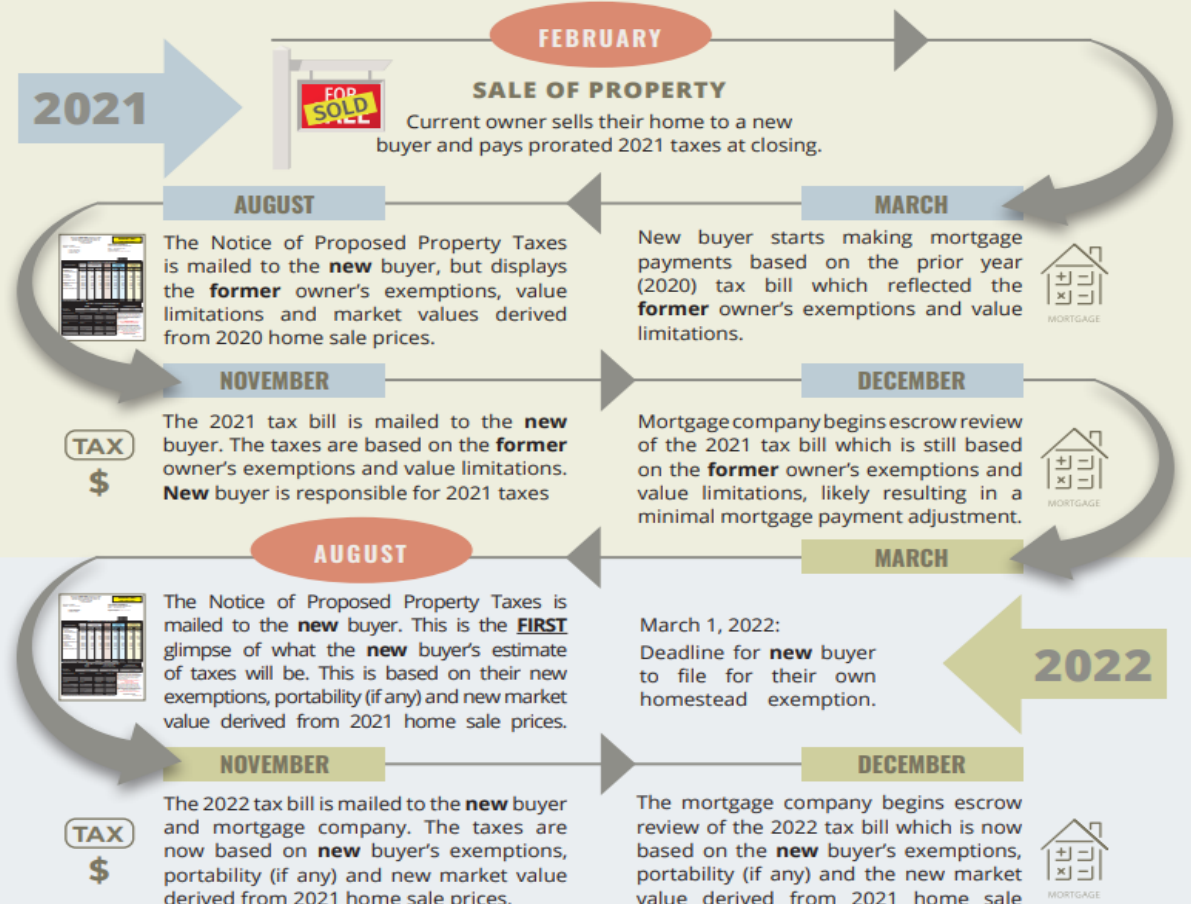 2021
FEBRUARY
SALE OF PROPERTY
Current owner sells their home to a new
buyer and pays prorated 2021 taxes at closing.
FOR
SOLD
MARCH
New buyer starts making mortgage
payments based on the prior year
(2020) tax bill which reflected the
former owner's exemptions and value
limitations.
MORTGAGE
AUGUST
The Notice of Proposed Property Taxes
is mailed to the new buyer, but displays
the former owner's exemptions, value
limitations and market values derived
from 2020 home sale prices.
NOVEMBER
The 2021 tax bill is mailed to the new
buyer. The taxes are based on the former
owner's exemptions and value limitations.
New buyer is responsible for 2021 taxes
TAX
$
DECEMBER
Mortgage company begins escrow review
of the 2021 tax bill which is still based
on the former owner's exemptions and
value limitations, likely resulting in a
minimal mortgage payment adjustment.
MORTGAGE
2022
MARCH
March 1, 2022:
Deadline for new buyer
to file for their own
homestead exemption.
AUGUST
The Notice of Proposed Property Taxes is
mailed to the new buyer. This is the FIRST
glimpse of what the new buyer's estimate
of taxes will be. This is based on their new
exemptions, portability (if any) and new market
value derived from 2021 home sale prices.
NOVEMBER
The 2022 tax bill is mailed to the new buyer
and mortgage company. The taxes are
now based on new buyer's exemptions,
portability (if any) and new market value
derived from 2021 home sale prices.
TAX
$
DECEMBER
The mortgage company begins escrow
review of the 2022 tax bill which is now
based on the new buyer's exemptions,
portability (if any) and the new market
value derived from 2021 home sale
MORTGAGE